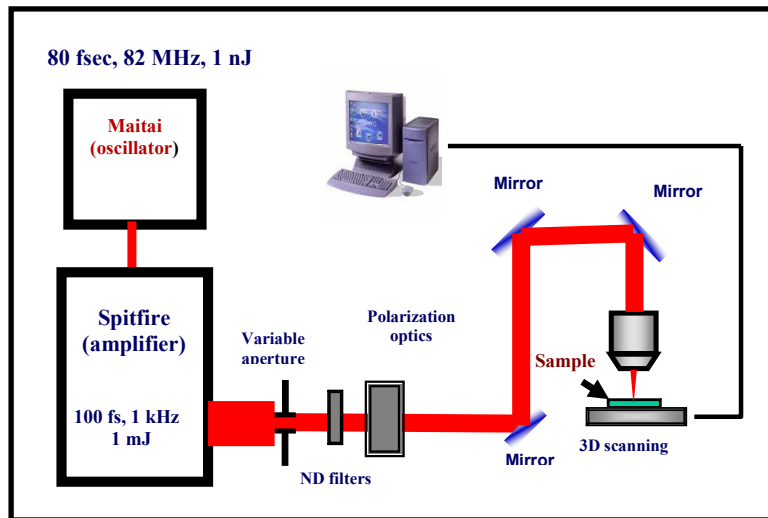 80 fsec, 82 MHz, 1 nJ
Maitai
(oscillator)
Mirror
Mirror
Spitfire
(amplifier)
Polarization
optics
Variable
aperture
Sample
100 fs, 1 kHz
1 mJ
3D scanning
Mirror
ND filters